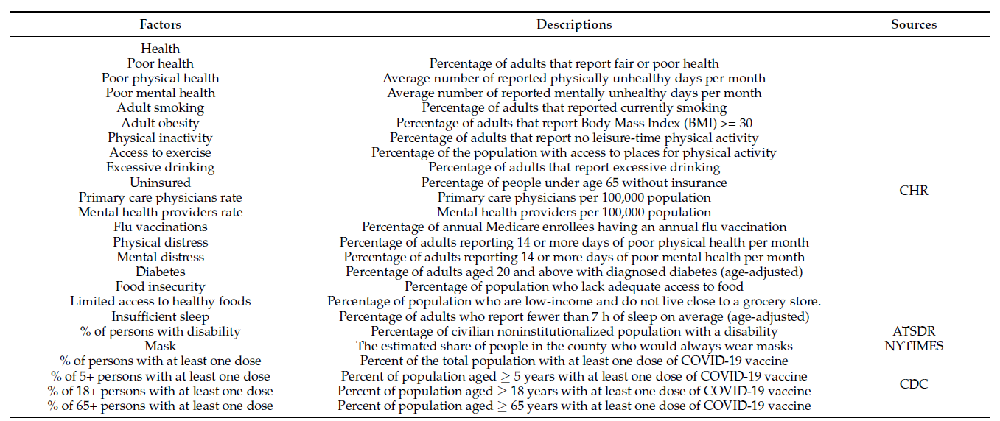 Factors Descriptions Sources
Health
Poor health Percentage of adults that report fair or poor health
Poor physical health Average number of reported physically unhealthy days per month
Poor mental health Average number of reported mentally unhealthy days per month
Adult smoking Percentage of adults that reported currently smoking
Adult obesity Percentage of adults that report Body Mass Index (BMI) >= 30
Physical inactivity Percentage of adults that report no leisure-time physical activity
Access to exercise Percentage of the population with access to places for physical activity
Excessive drinking Percentage of adults that report excessive drinking
Uninsured Percentage of people under age 65 without insurance
CHR
Primary care physicians rate Primary care physicians per 100,000 population
Mental health providers rate Mental health providers per 100,000 population
Flu vaccinations Percentage of annual Medicare enrollees having an annual flu vaccination
Physical distress Percentage of adults reporting 14 or more days of poor physical health per month
Mental distress Percentage of adults reporting 14 or more days of poor mental health per month
Diabetes Percentage of adults aged 20 and above with diagnosed diabetes (age-adjusted)
Food insecurity Percentage of population who lack adequate access to food
Limited access to healthy foods Percentage of population who are low-income and do not live close to a grocery store.
Insufficient sleep Percentage of adults who report fewer than 7 h of sleep on average (age-adjusted)
% of persons with disability Percentage of civilian noninstitutionalized population with a disability ATSDR
Mask The estimated share of people in the county who would always wear masks NYTIMES
% of persons with at least one dose Percent of the total population with at least one dose of COVID-19 vaccine
% of 5+ persons with at least one dose Percent of population aged ≥ 5 years with at least one dose of COVID-19 vaccine
CDC
% of 18+ persons with at least one dose Percent of population aged ≥ 18 years with at least one dose of COVID-19 vaccine
% of 65+ persons with at least one dose Percent of population aged ≥ 65 years with at least one dose of COVID-19 vaccine